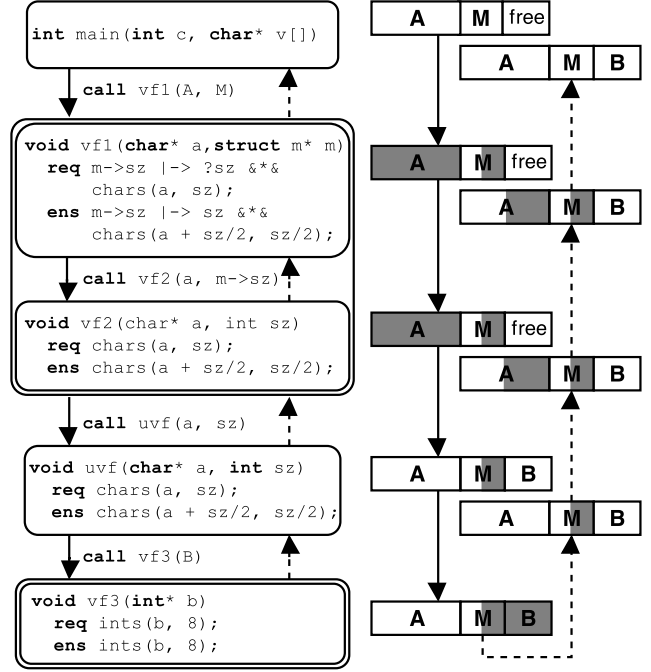 int main(int c, char* v[])
call vf1(A, M)
void vf1(char* a,struct m* m)
req m->sz |-> ?sz &*&
chars(a, sz);
ens m->sz |-> sz &*&
chars(a + sz/2, sz/2);
call vf2(a, m->sz)
void vf2(char* a, int sz)
req chars(a, sz);
ens chars(a + sz/2, sz/2);
call uvf(a, sz)
void uvf(char* a, int sz)
req chars(a, sz);
ens chars(a + sz/2, sz/2);
call vf3(B)
void vf3(int* b)
req ints(b, 8);
ens ints(b, 8);
A M free
A M B
A M free
A M B
A M free
A M B
A M B
A M B
A M B